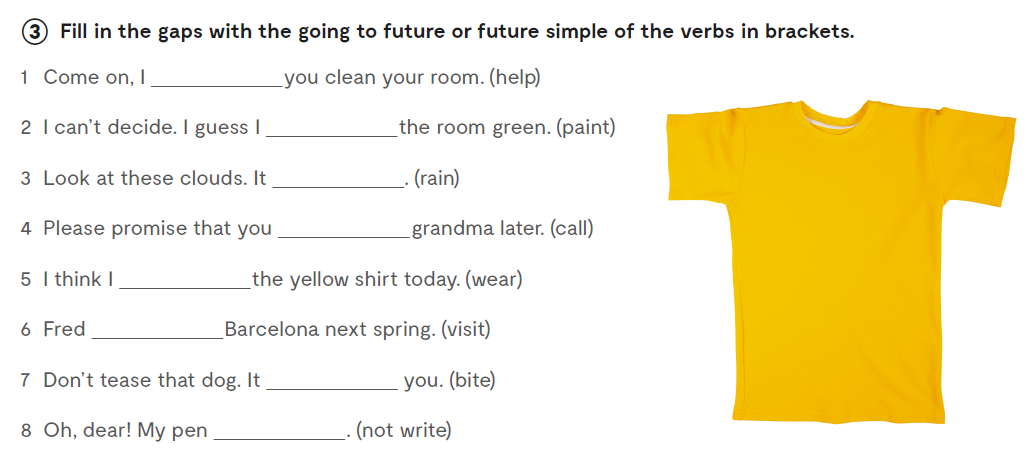 3 Fill in the gaps with the going to future or future simple of the verbs in brackets.
1 Come on, I ____________ you clean your room. (help)
2 I can’t decide. I guess I ____________ the room green. (paint)
3 Look at these clouds. It ____________. (rain)
4 Please promise that you ____________ grandma later. (call)
5 I think I ____________ the yellow shirt today. (wear)
6 Fred ____________ Barcelona next spring. (visit)
7 Don’t tease that dog. It ____________ you. (bite)
8 Oh, dear! My pen ____________. (not write)